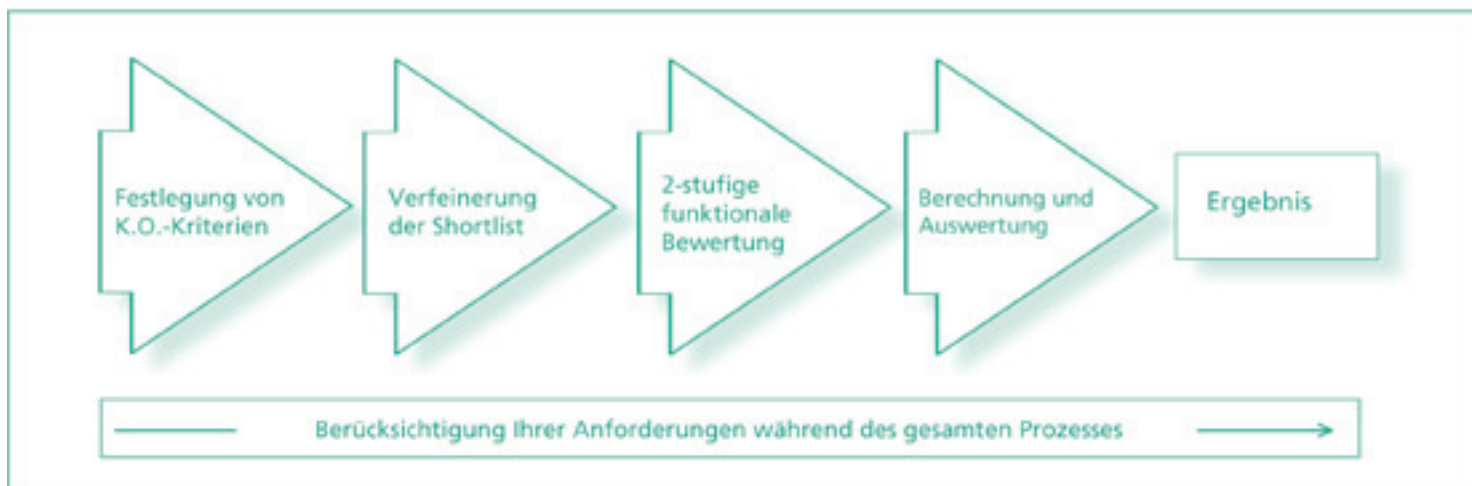 Festlegung von
K.O.-Kriterien
Verfeinerung
der Shortlist
2-stufige
funktionale
Bewertung
Berechnung und
Auswertung
Ergebnis
Berücksichtigung Ihrer Anforderungen während des gesamten Prozesses